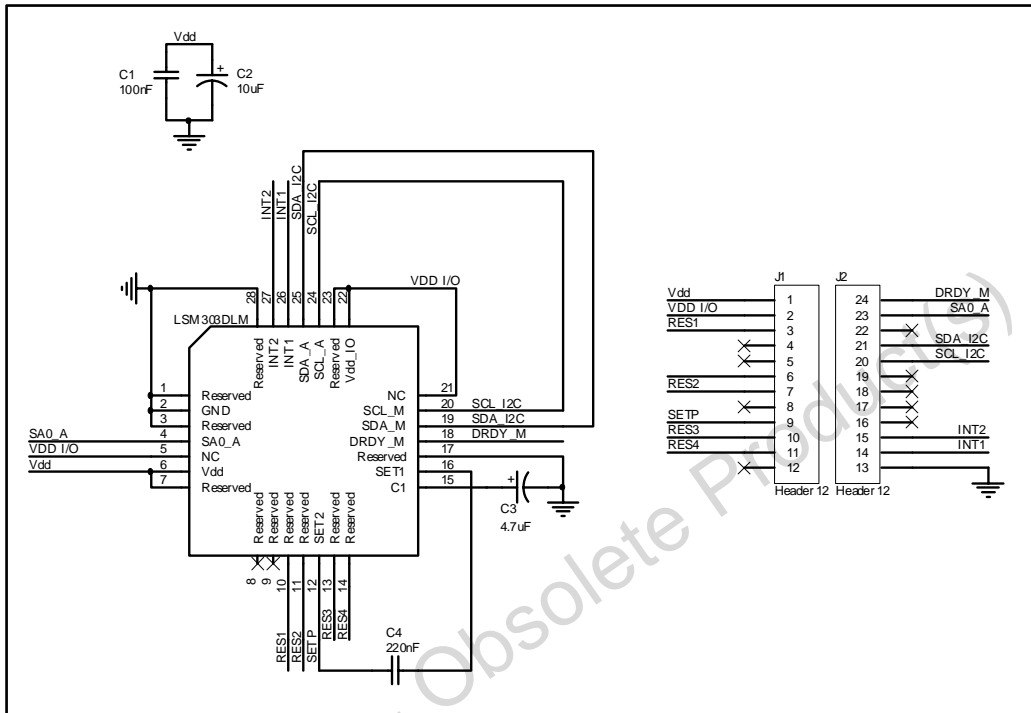 Vdd
C1
100nF
+
C2
10uF
INT2
INT1
SDA_I2C
SCL_I2C
VDD I/O
28
27
26
25
24
23
22
LSM303DLM
Reserved
INT2
INT1
SDA_A
SCL_A
Reserved
Vdd_IO
1
Reserved
2
GND
3
Reserved
SA0_A
4
SA0_A
VDD I/O
5
NC
Vdd
6
Vdd
7
Reserved
NC
21
SCL_M
20
SCL_I2C
SDA_M
19
SDA_I2C
DRDY_M
18
DRDY_M
Reserved
17
SET1
16
C1
15
+
C3
4.7uF
Reserved
Reserved
Reserved
Reserved
SET2
Reserved
Reserved
8
9
10
11
12
13
14
RES1
RES2
SETP
RES3
RES4
C4
220nF
J1
Vdd
1
VDD I/O
2
RES1
3
4
5
6
RES2
7
8
SETP
9
RES3
10
RES4
11
12
Header 12
J2
24
DRDY_M
23
SA0_A
22
21
SDA_I2C
20
SCL_I2C
19
18
17
16
15
INT2
14
INT1
13
Header 12
Obsolete Product(s)